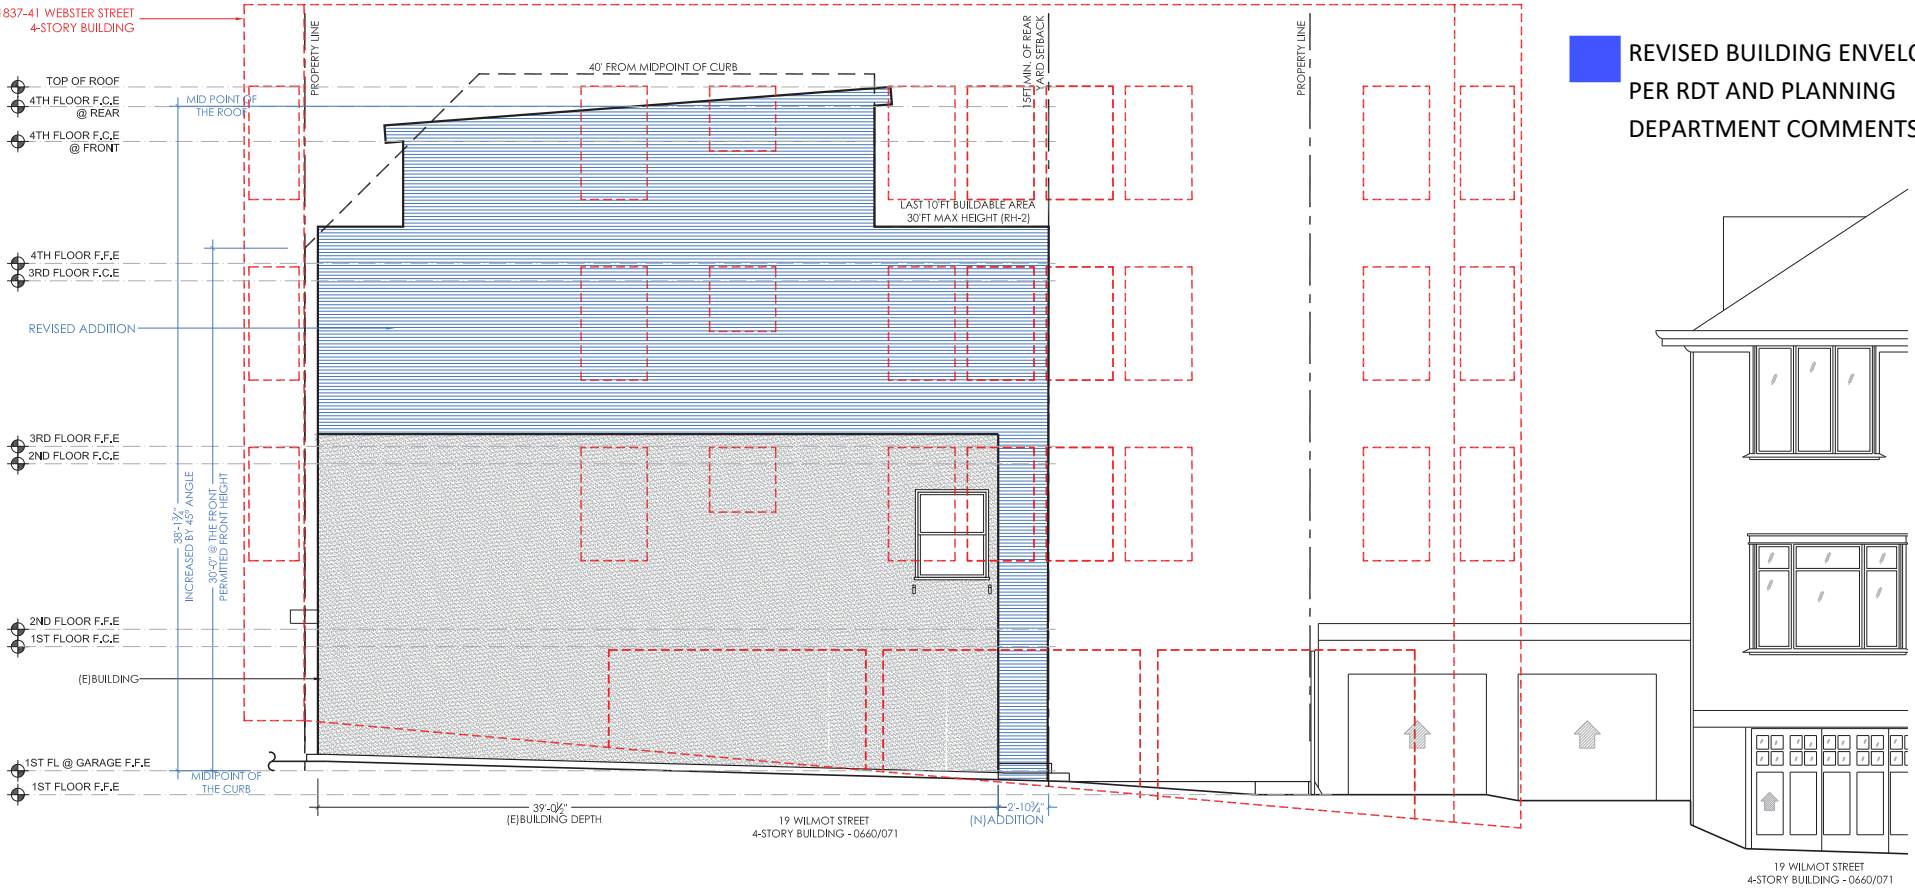 1837-41 WEBSTER STREET
4-STORY BUILDING
PROPERTY LINE
40' FROM MIDPOINT OF CURB
15FT MIN. OF REAR
YARD SETBACK
PROPERTY LINE
REVISED BUILDING ENVELO
PER RDT AND PLANNING
DEPARTMENT COMMENTS
TOP OF ROOF
4TH FLOOR F.C.E
@ REAR
MID POINT OF
THE ROOF
4TH FLOOR F.C.E
@ FRONT
LAST 10'FT BUILDABLE AREA
30'FT MAX HEIGHT (RH-2)
4TH FLOOR F.F.E
3RD FLOOR F.C.E
REVISED ADDITION
3RD FLOOR F.F.E
2ND FLOOR F.C.E
38'-1¾"
INCREASED BY 45° ANGLE
30'-0" @ THE FRONT
PERMITTED FRONT HEIGHT
2ND FLOOR F.F.E
1ST FLOOR F.C.E
(E)BUILDING
1ST FL @ GARAGE F.F.E
MIDPOINT OF
THE CURB
1ST FLOOR F.F.E
39'-0½"
(E)BUILDING DEPTH
2'-10¾"
(N)ADDITION
19 WILMOT STREET
4-STORY BUILDING - 0660/071
19 WILMOT STREET
4-STORY BUILDING - 0660/071